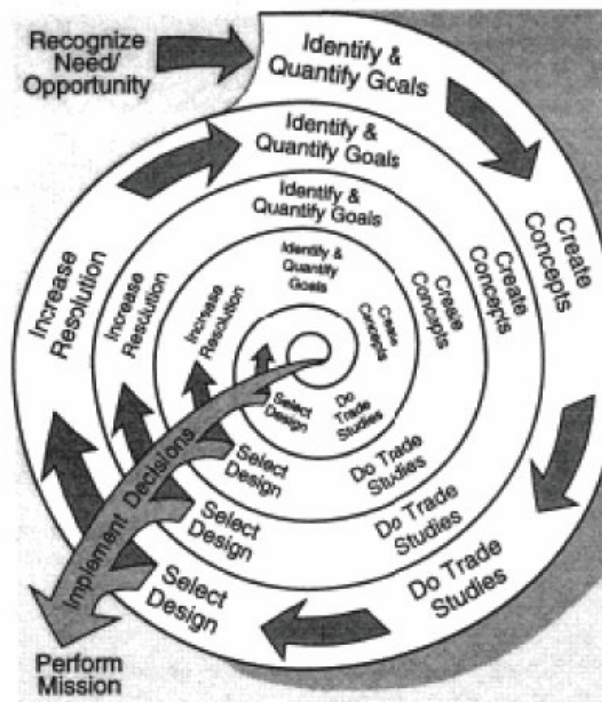 Recognize
Need/
Opportunity
Identify &
Quantify Goals
Create
Concepts
Do Trade
Studies
Select
Design
Increase
Resolution
Identify &
Quantify Goals
Create
Concepts
Do Trade
Studies
Select
Design
Increase
Resolution
Identify &
Quantify Goals
Create
Concepts
Do Trade
Studies
Select
Design
Increase
Resolution
Identify &
Quantify
Goals
Create
Concepts
Do
Trade
Studies
Select
Design
Implement Decisions
Perform
Mission